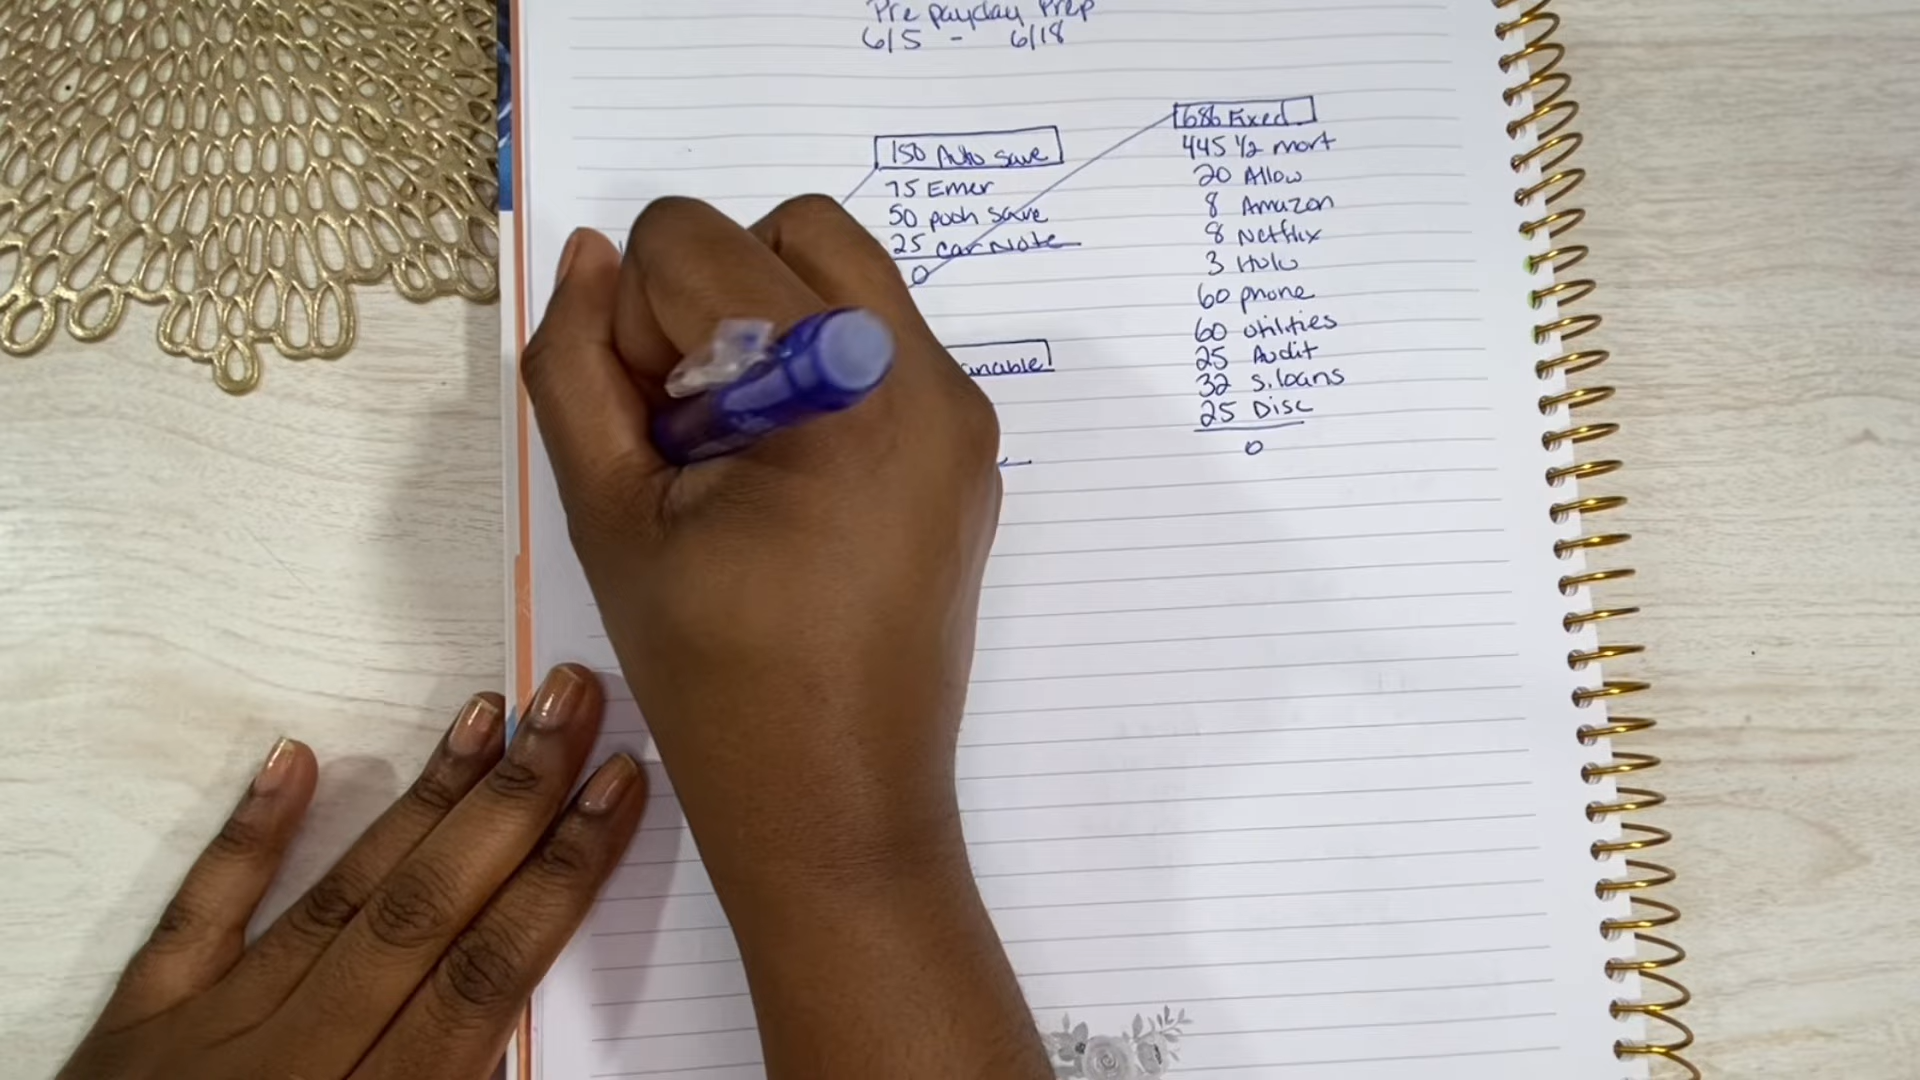 Pre payday Prep
6/5 - 6/18
150 Auto save
75 Emer
50 pooh save
25 car Note
0
686 Fixed
445 1/2 mort
20 Allow
8 Amazon
8 Netflix
3 Hulu
60 phone
60 utilities
25 Audit
32 s.loans
25 Disc
0